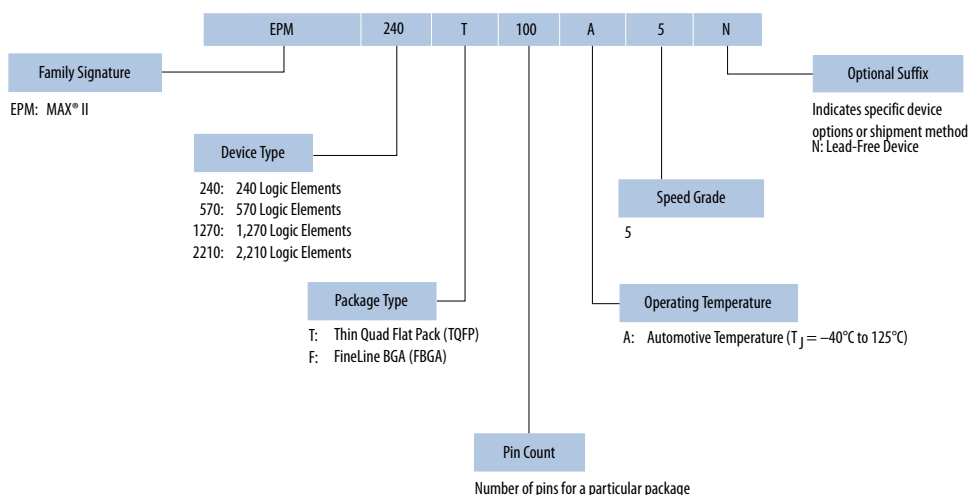 EPM 240 T 100 A 5 N
Family Signature
EPM: MAX® II
Optional Suffix
Indicates specific device
options or shipment method
N: Lead-Free Device
Device Type
240: 240 Logic Elements
570: 570 Logic Elements
1270: 1,270 Logic Elements
2210: 2,210 Logic Elements
Speed Grade
5
Package Type
T: Thin Quad Flat Pack (TQFP)
F: FineLine BGA (FBGA)
Operating Temperature
A: Automotive Temperature (TJ = –40°C to 125°C)
Pin Count
Number of pins for a particular package